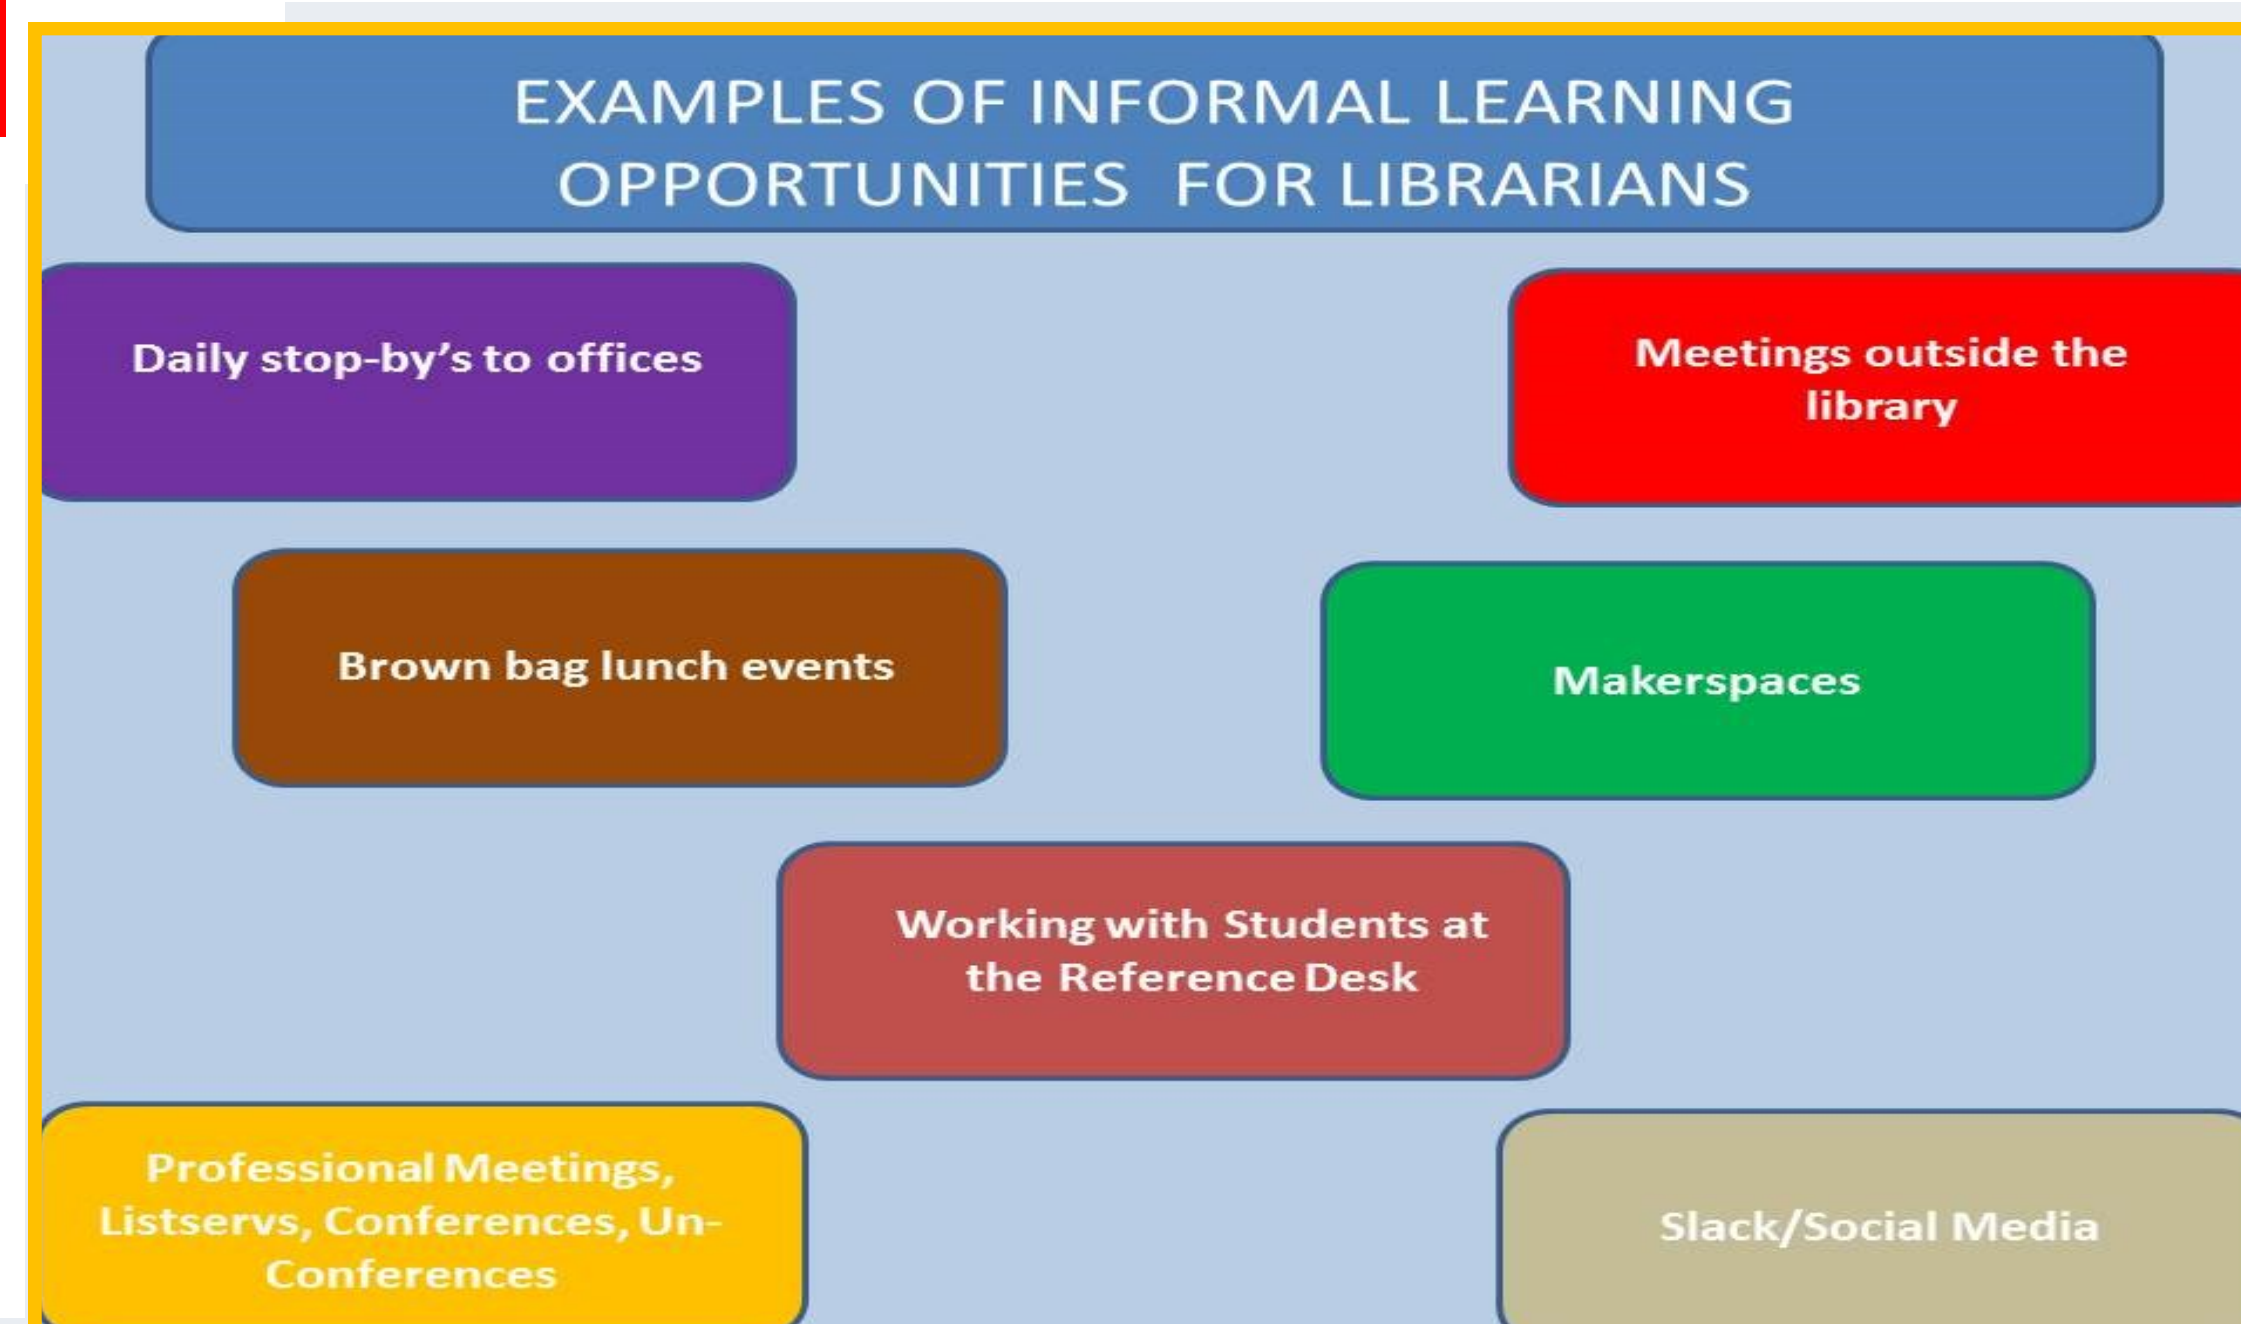 EXAMPLES OF INFORMAL LEARNING
OPPORTUNITIES FOR LIBRARIANS
Daily stop-by’s to offices
Meetings outside the
library
Brown bag lunch events
Makerspaces
Working with Students at
the Reference Desk
Professional Meetings,
Listservs, Conferences, Un-
Conferences
Slack/Social Media